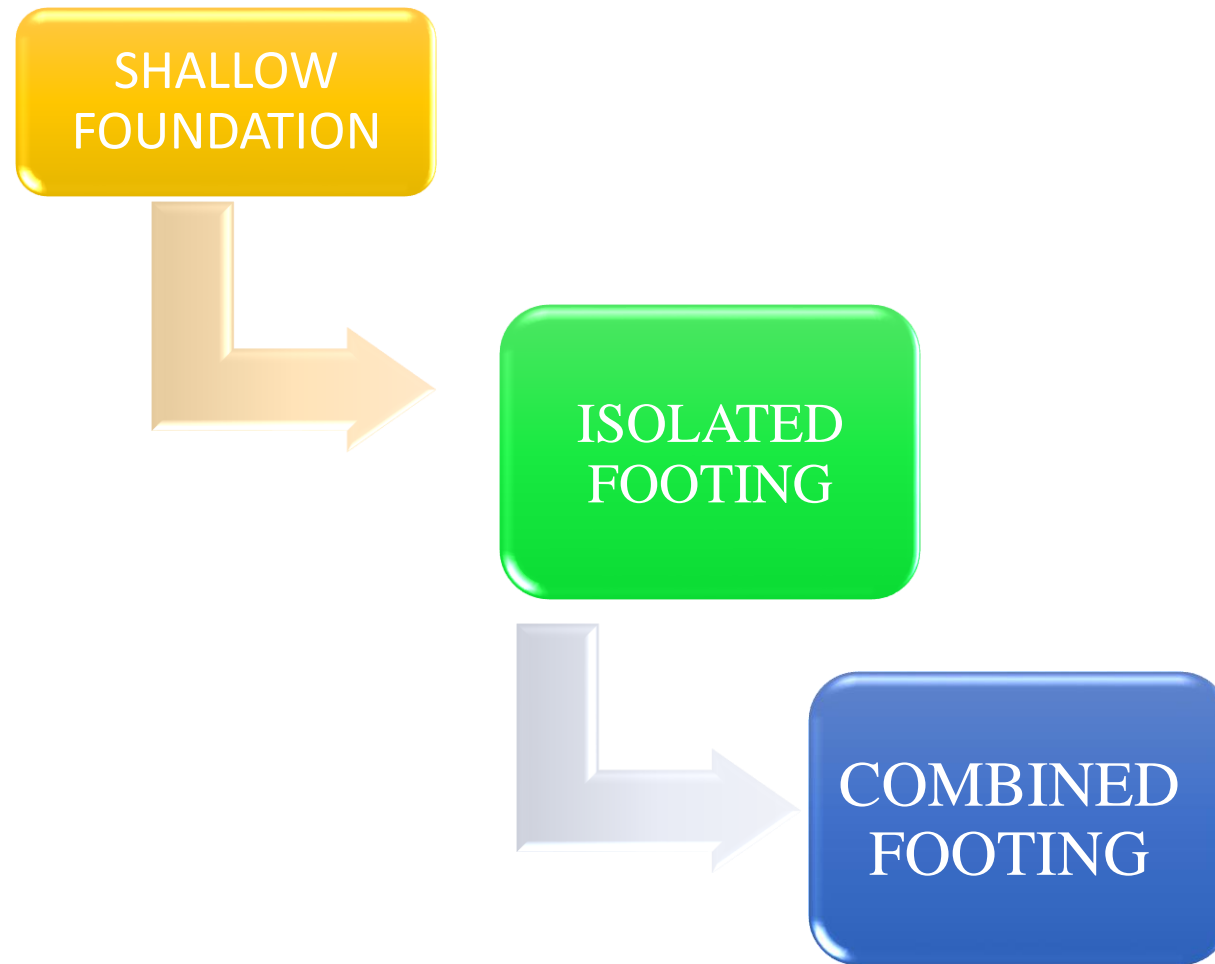 SHALLOW
FOUNDATION
ISOLATED
FOOTING
COMBINED
FOOTING